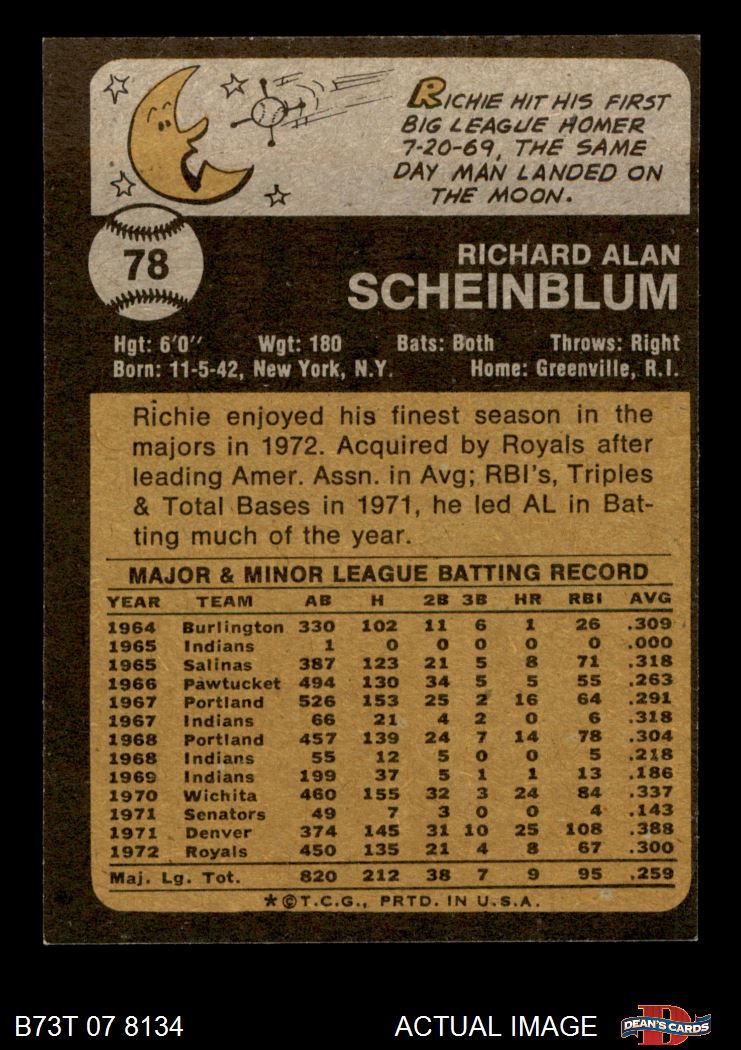 RICHIE HIT HIS FIRST
BIG LEAGUE HOMER
7-20-69, THE SAME
DAY MAN LANDED ON
THE MOON.
78
RICHARD ALAN
SCHEINBLUM
Hgt: 6'0" Wgt: 180 Bats: Both Throws: Right
Born: 11-5-42, New York, N.Y. Home: Greenville, R.I.
Richie enjoyed his finest season in the
majors in 1972. Acquired by Royals after
leading Amer. Assn. in Avg; RBI's, Triples
& Total Bases in 1971, he led AL in Bat-
ting much of the year.
MAJOR & MINOR LEAGUE BATTING RECORD
YEAR TEAM AB H 2B 3B HR RBI AVG
1964 Burlington 330 102 11 6 1 26 .309
1965 Indians 1 0 0 0 0 0 .000
1965 Salinas 387 123 21 5 8 71 .318
1966 Pawtucket 494 130 34 5 5 55 .263
1967 Portland 526 153 25 2 16 64 .291
1967 Indians 66 21 4 2 0 6 .318
1968 Portland 457 139 24 7 14 78 .304
1968 Indians 55 12 5 0 0 5 .218
1969 Indians 199 37 5 1 1 13 .186
1970 Wichita 460 155 32 3 24 84 .337
1971 Senators 49 7 3 0 0 4 .143
1971 Denver 374 145 31 10 25 108 .388
1972 Royals 450 135 21 4 8 67 .300
Maj. Lg. Tot. 820 212 38 7 9 95 .259
*©T.C.G., PRTD. IN U.S.A.
B73T 07 8134 ACTUAL IMAGE D DEAN'S CARDS